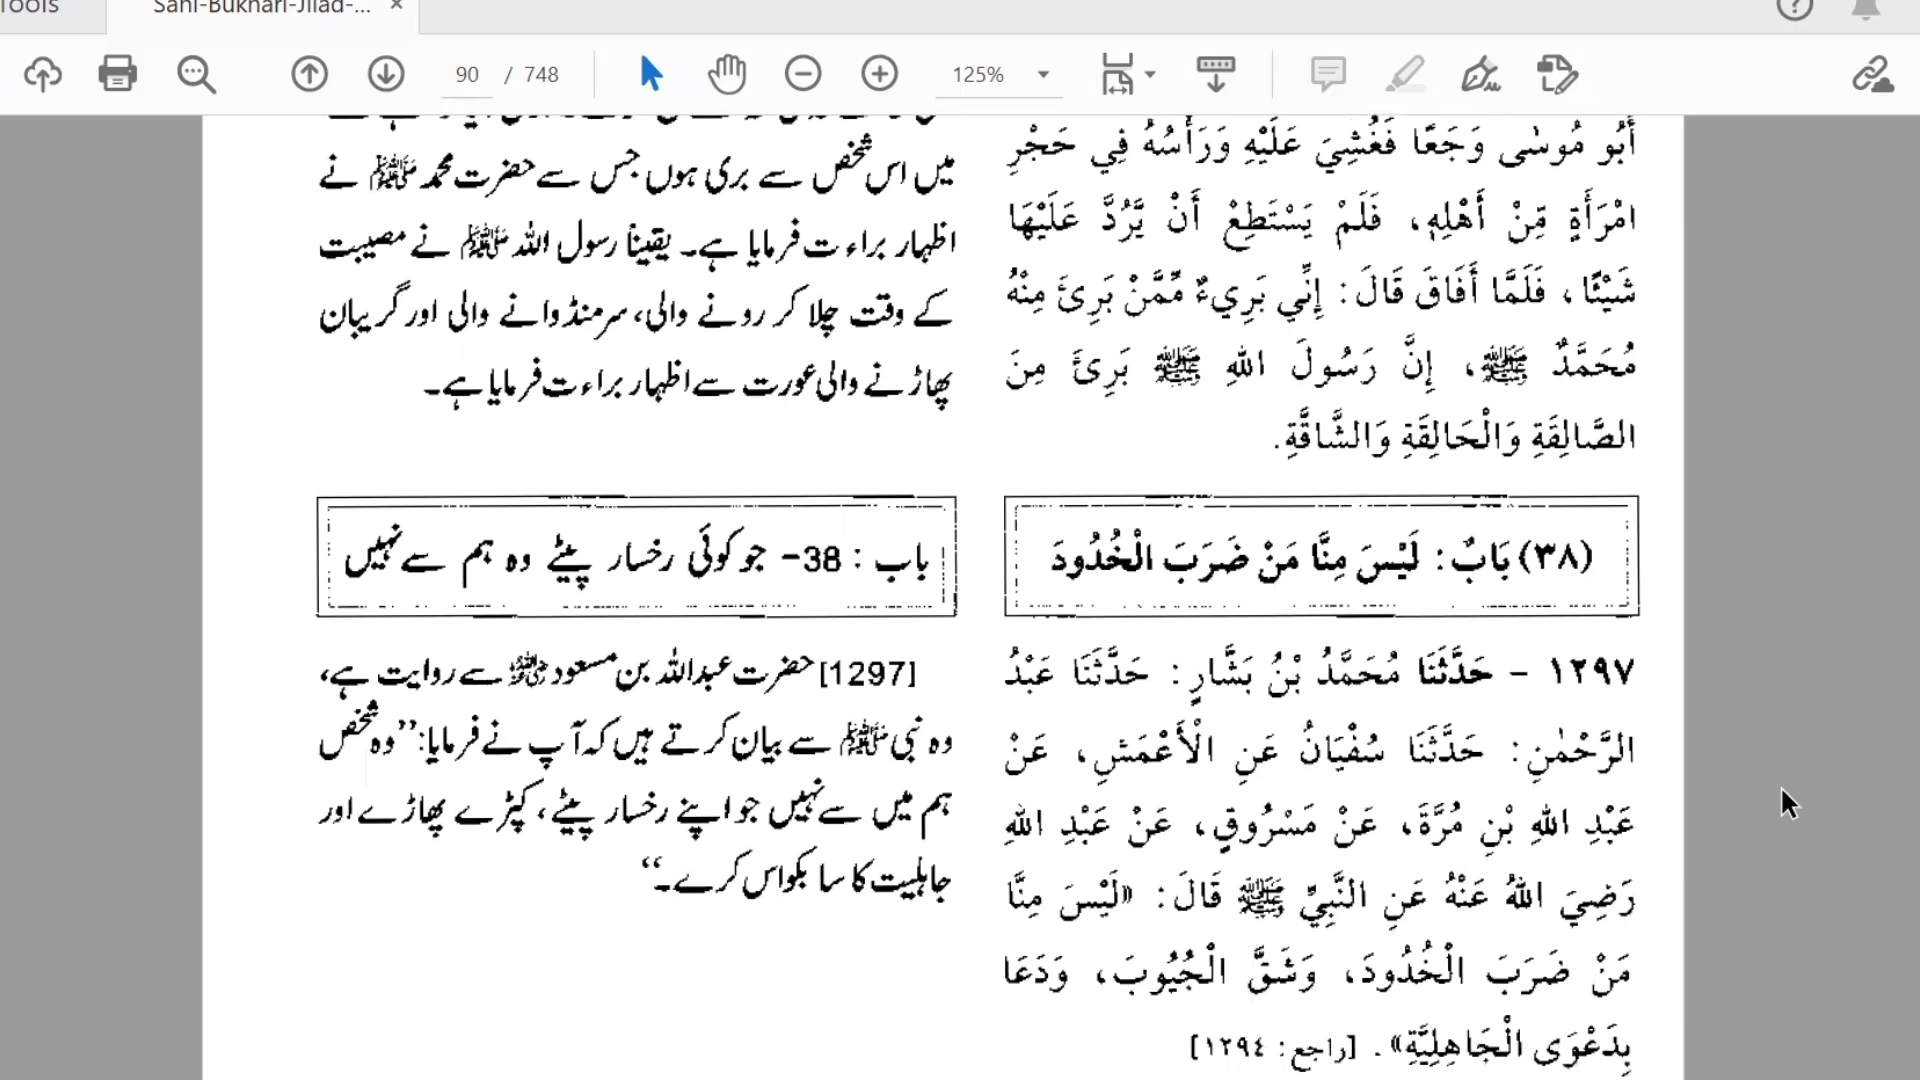 Tools
Sahi-Bukhari-Jilad-...
90 / 748
125%
أَبُو مُوسٰى وَجَعًا فَغُشِيَ عَلَيْهِ وَرَأْسُهُ فِي حَجْرِ
امْرَأَةٍ مِّنْ أَهْلِهِ، فَلَمْ يَسْتَطِعْ أَنْ يَّرُدَّ عَلَيْهَا
شَيْئًا، فَلَمَّا أَفَاقَ قَالَ: إِنِّي بَرِيءٌ مِّمَّنْ بَرِئَ مِنْهُ
مُحَمَّدٌ ﷺ، إِنَّ رَسُولَ اللهِ ﷺ بَرِئَ مِنَ
الصَّالِقَةِ وَالْحَالِقَةِ وَالشَّاقَّةِ.
میں اس شخص سے بری ہوں جس سے حضرت محمد ﷺ نے
اظہار براءت فرمایا ہے۔ یقیناً رسول اللہ ﷺ نے مصیبت
کے وقت چلا کر رونے والی، سرمنڈوانے والی اور گریبان
پھاڑنے والی عورت سے اظہار براءت فرمایا ہے۔
(٣٨) بَابٌ: لَيْسَ مِنَّا مَنْ ضَرَبَ الْخُدُودَ
باب: 38- جو کوئی رخسار پیٹے وہ ہم سے نہیں
١٢٩٧ - حَدَّثَنَا مُحَمَّدُ بْنُ بَشَّارٍ: حَدَّثَنَا عَبْدُ
الرَّحْمٰنِ: حَدَّثَنَا سُفْيَانُ عَنِ الْأَعْمَشِ، عَنْ
عَبْدِ اللهِ بْنِ مُرَّةَ، عَنْ مَسْرُوقٍ، عَنْ عَبْدِ اللهِ
رَضِيَ اللهُ عَنْهُ عَنِ النَّبِيِّ ﷺ قَالَ: «لَيْسَ مِنَّا
مَنْ ضَرَبَ الْخُدُودَ، وَشَقَّ الْجُيُوبَ، وَدَعَا
بِدَعْوَى الْجَاهِلِيَّةِ». [راجع: ١٢٩٤]
[1297] حضرت عبداللہ بن مسعود رضی اللہ عنہ سے روایت ہے،
وہ نبی ﷺ سے بیان کرتے ہیں کہ آپ نے فرمایا: ”وہ شخص
ہم میں سے نہیں جو اپنے رخسار پیٹے، کپڑے پھاڑے اور
جاہلیت کا سا بکواس کرے۔“